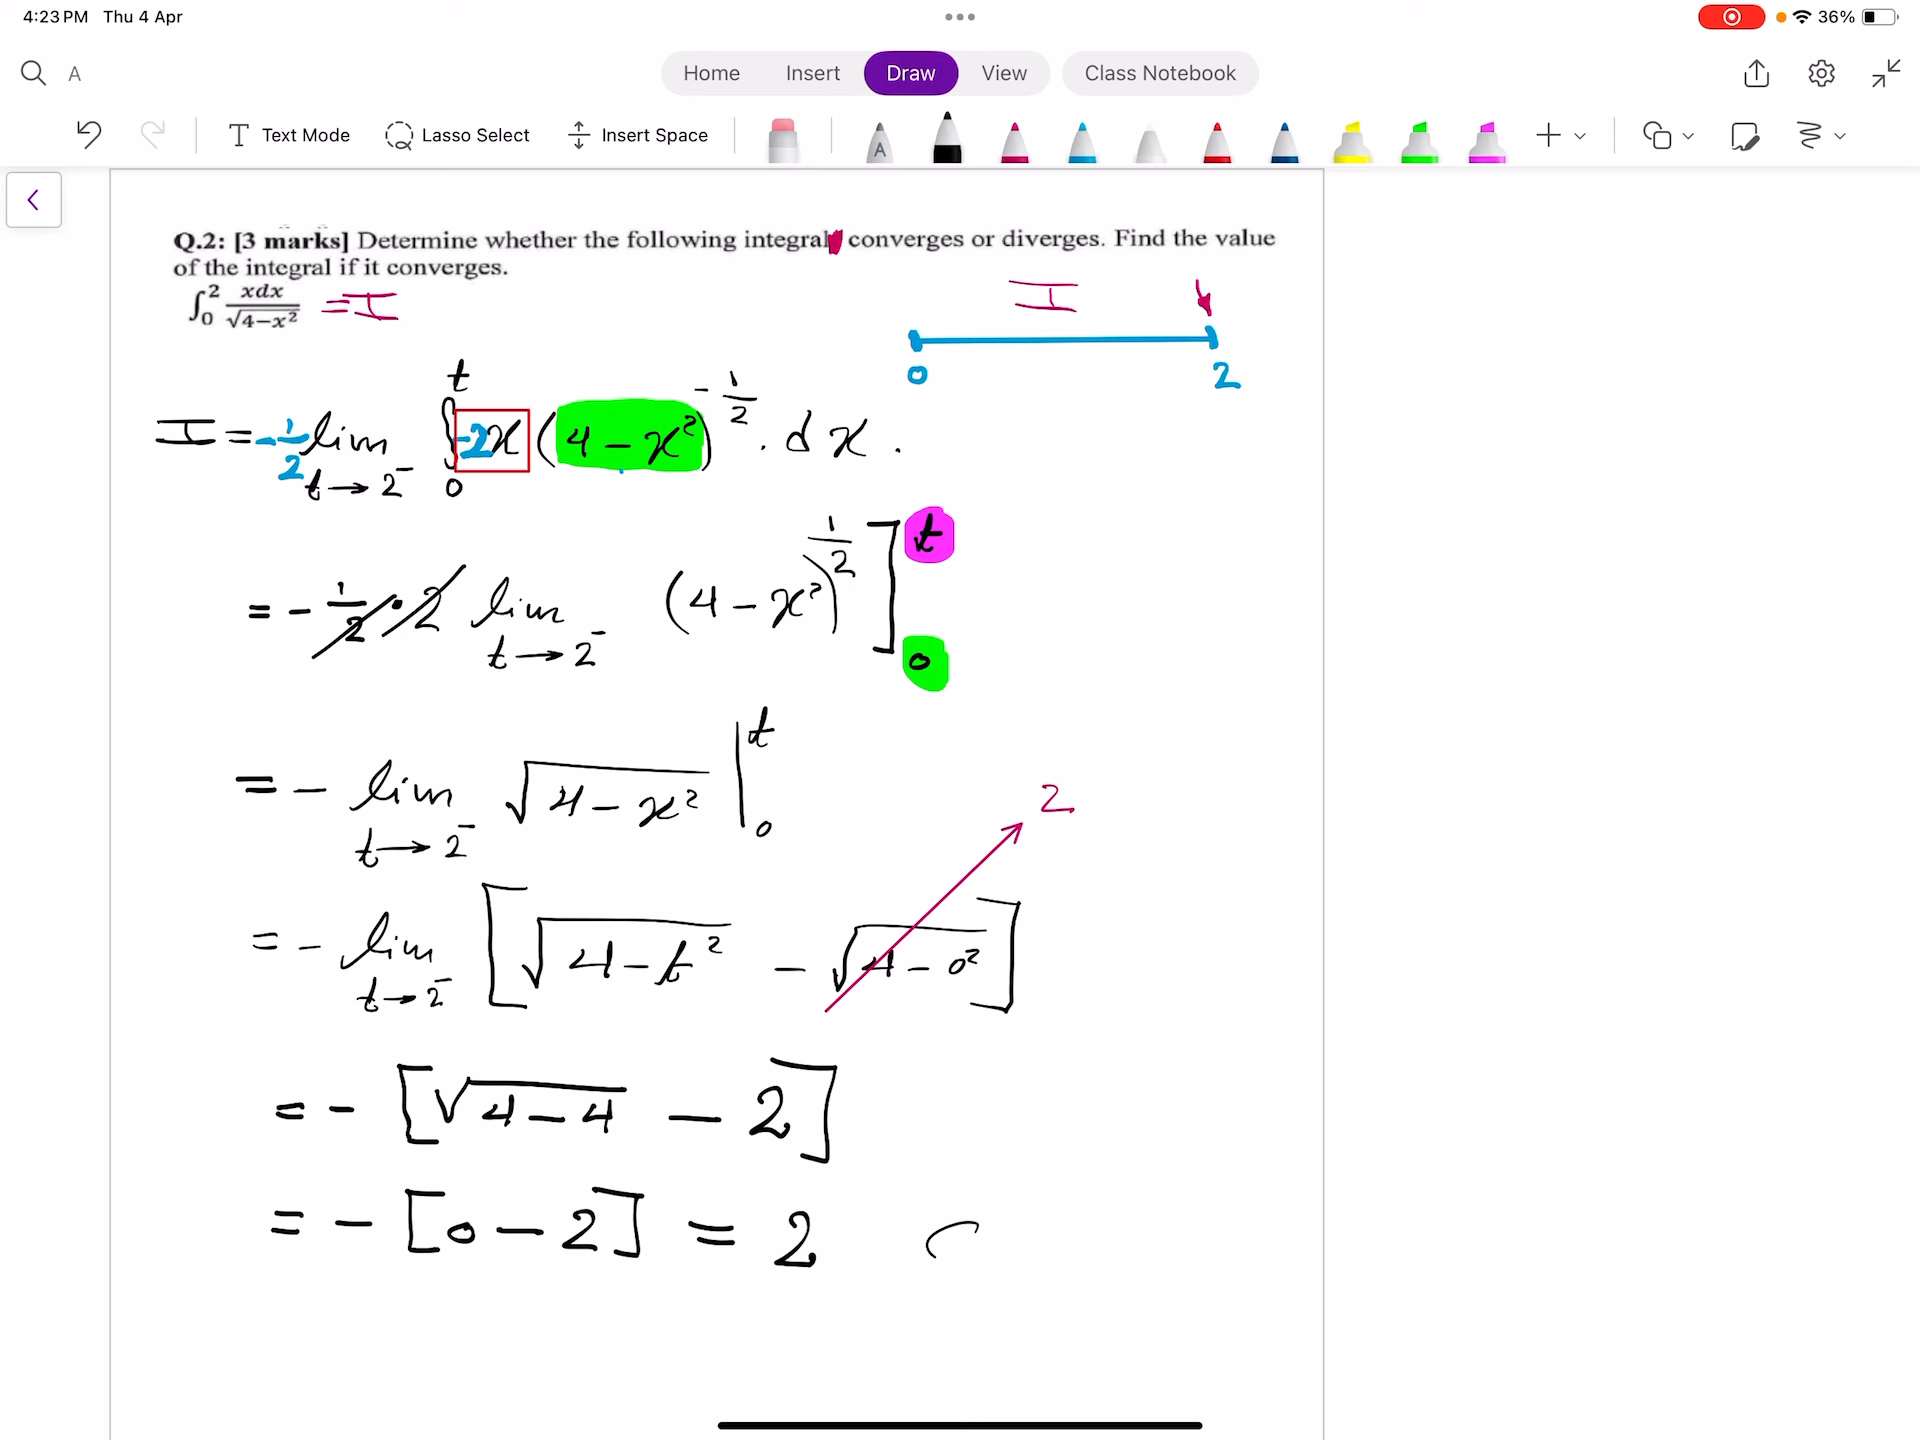 4:23 PM Thu 4 Apr
36%
A
Home Insert Draw View Class Notebook
Text Mode Lasso Select Insert Space A
Q.2: [3 marks] Determine whether the following integral converges or diverges. Find the value
of the integral if it converges.
∫₀² xdx/√4−x² = I
I
0 2
I = -1/2 lim t→2⁻ ∫₀ᵗ -2x (4-x²)^(-1/2) . dx .
= - 1/2 · 2 lim t→2⁻ (4-x²)^(1/2) ]₀ᵗ
= - lim t→2⁻ √4-x² |₀ᵗ
2
= - lim t→2⁻ [√4-t² - √4-0²]
= - [√4-4 - 2]
= - [0-2] = 2